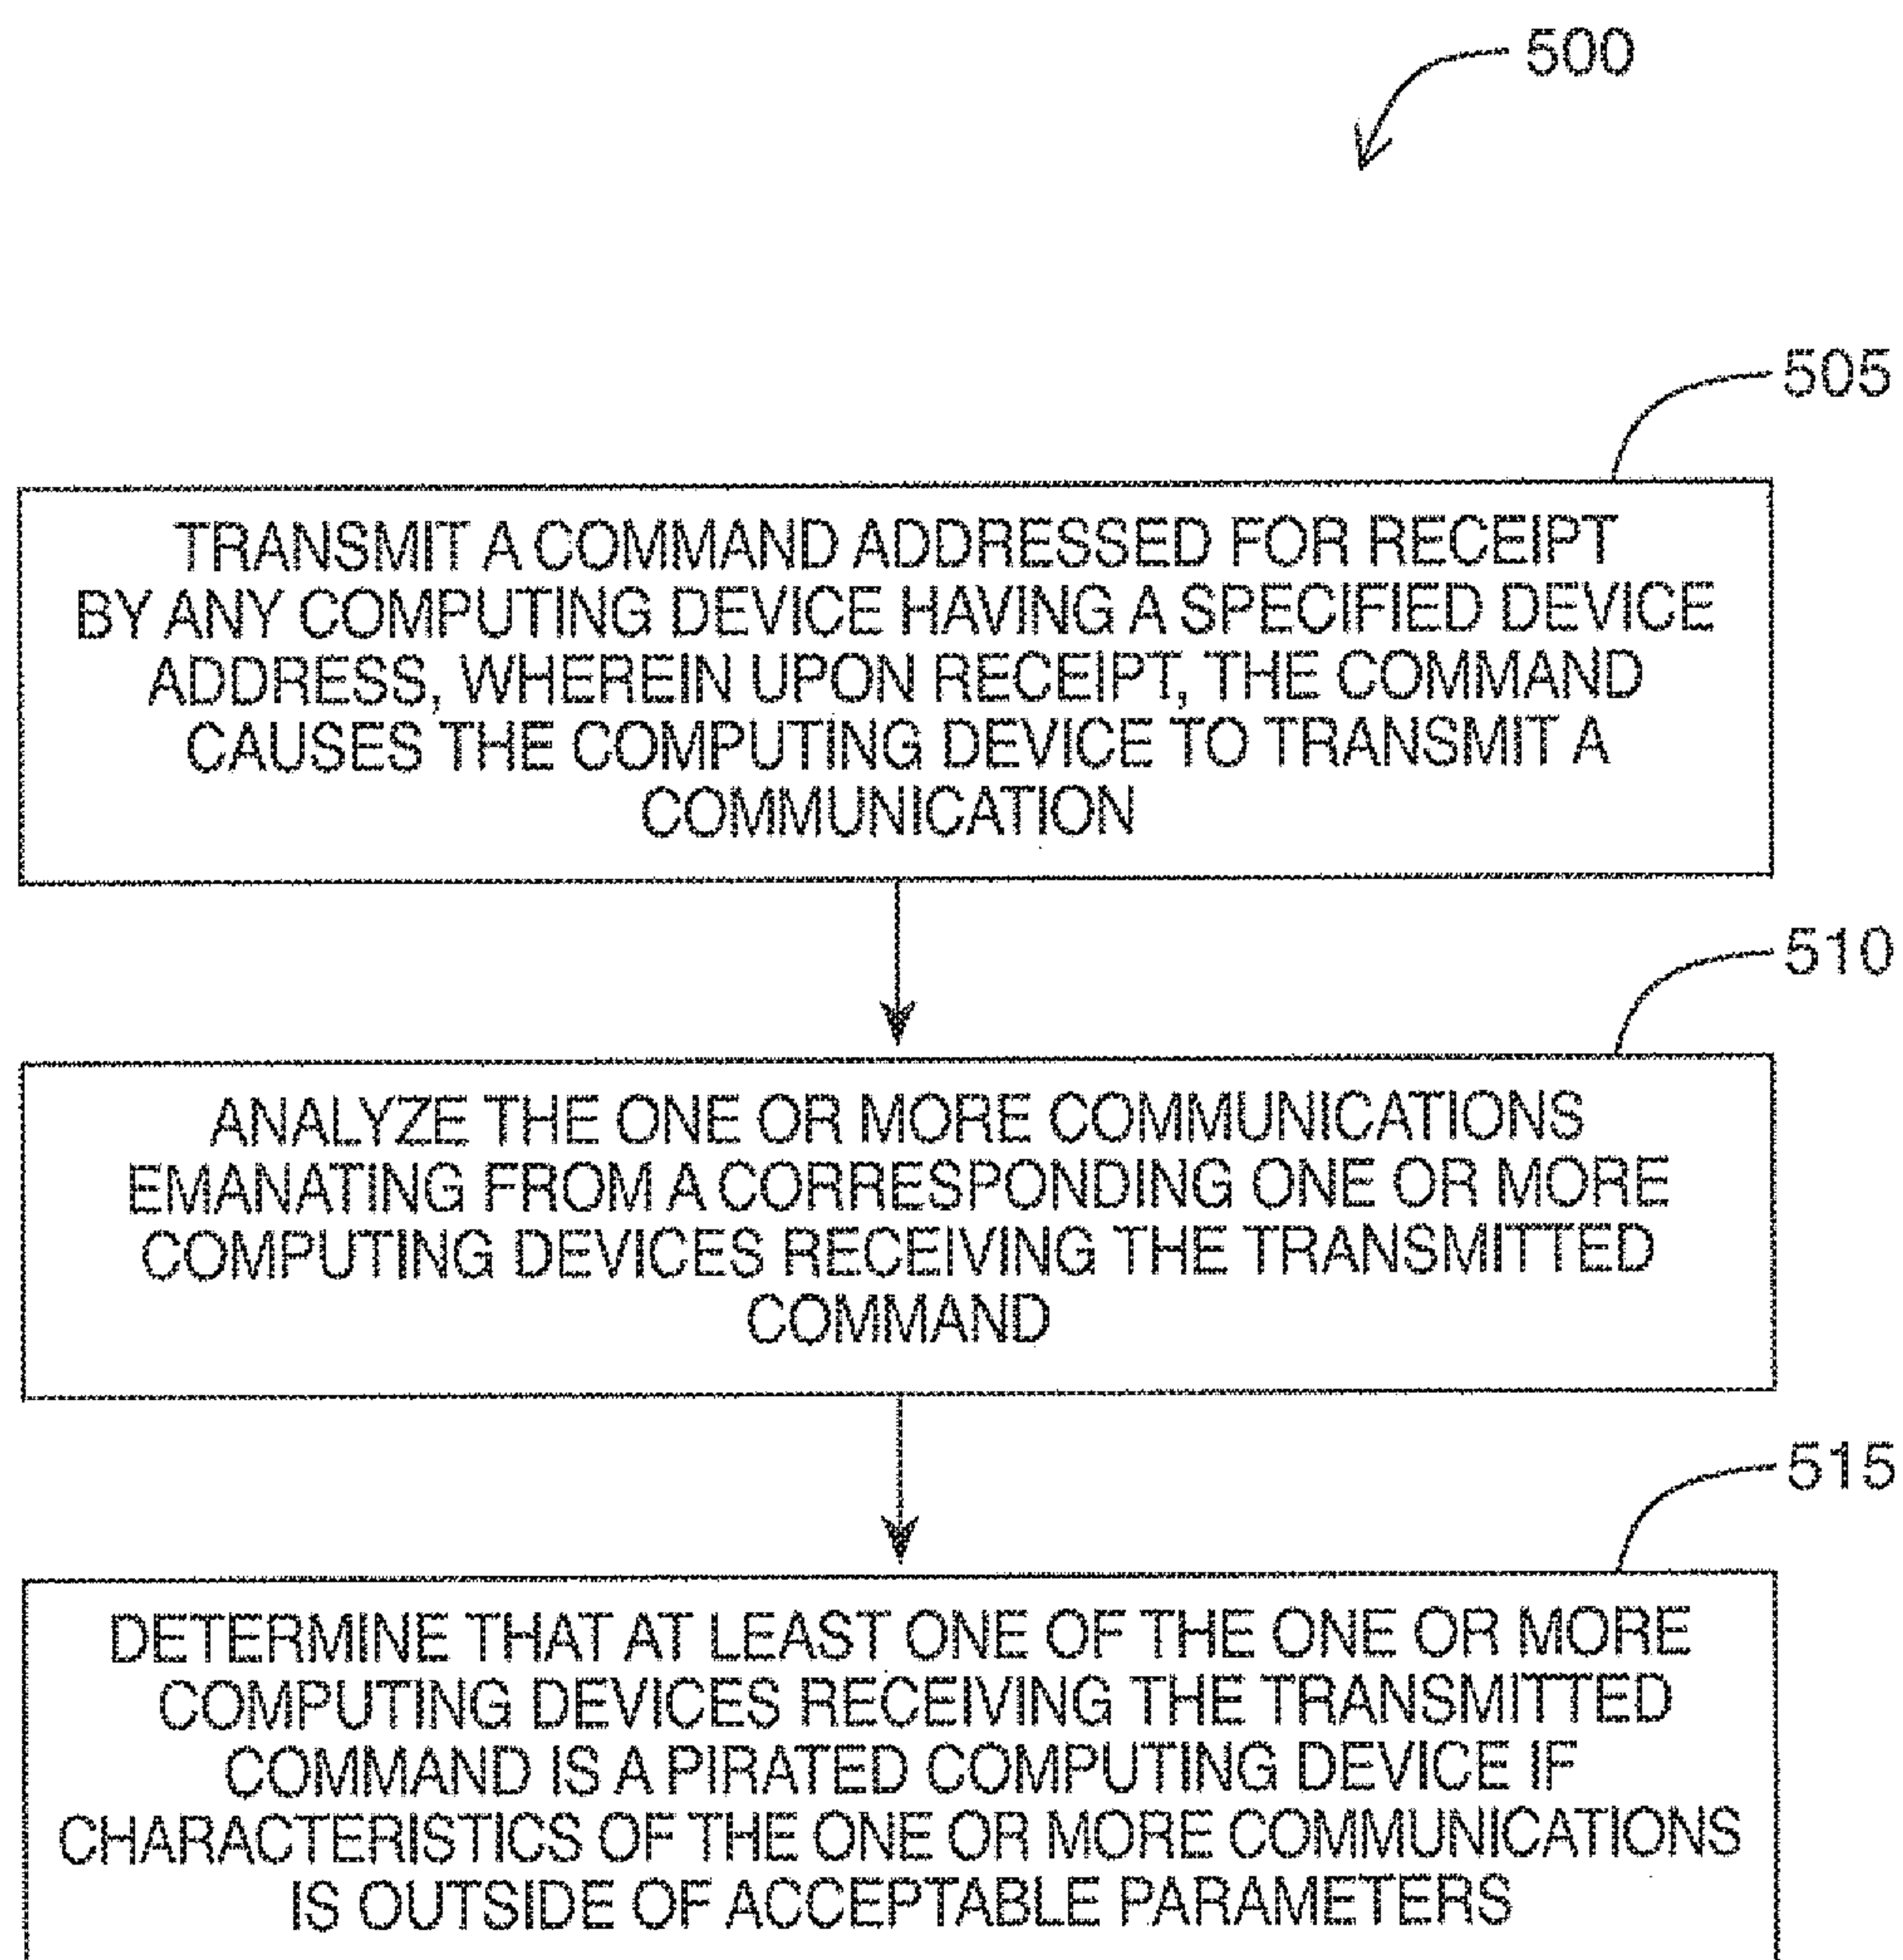 500
505
TRANSMIT A COMMAND ADDRESSED FOR RECEIPT
BY ANY COMPUTING DEVICE HAVING A SPECIFIED DEVICE
ADDRESS, WHEREIN UPON RECEIPT, THE COMMAND
CAUSES THE COMPUTING DEVICE TO TRANSMIT A
COMMUNICATION
510
ANALYZE THE ONE OR MORE COMMUNICATIONS
EMANATING FROM A CORRESPONDING ONE OR MORE
COMPUTING DEVICES RECEIVING THE TRANSMITTED
COMMAND
515
DETERMINE THAT AT LEAST ONE OF THE ONE OR MORE
COMPUTING DEVICES RECEIVING THE TRANSMITTED
COMMAND IS A PIRATED COMPUTING DEVICE IF
CHARACTERISTICS OF THE ONE OR MORE COMMUNICATIONS
IS OUTSIDE OF ACCEPTABLE PARAMETERS